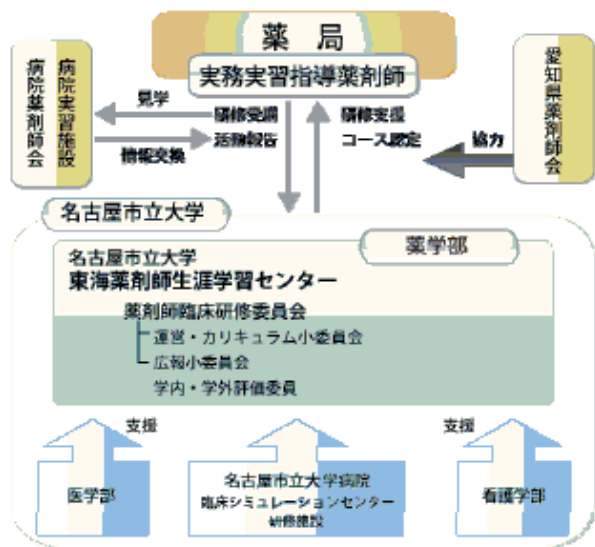 薬 局
実務実習指導薬剤師
病院実習施設
病院薬剤師会
見学
情報交換
研修受講
活動報告
研修支援
コース認定
協力
愛知県薬剤師会
名古屋市立大学
薬学部
名古屋市立大学
東海薬剤師生涯学習センター
薬剤師臨床研修委員会
運営・カリキュラム小委員会
広報小委員会
学内・学外評価委員
支援
支援
医学部
名古屋市立大学病院
臨床シミュレーションセンター
研修施設
看護学部